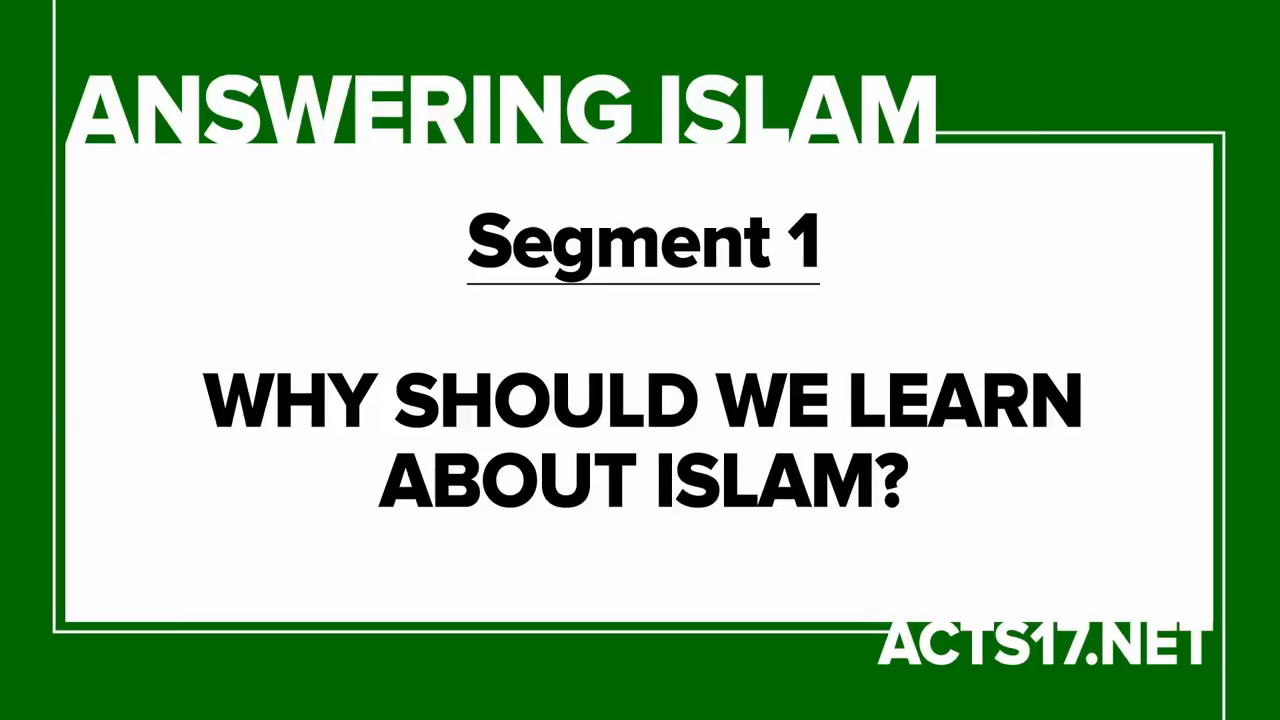 ANSWERING ISLAM
Segment 1
WHY SHOULD WE LEARN
ABOUT ISLAM?
ACTS17.NET